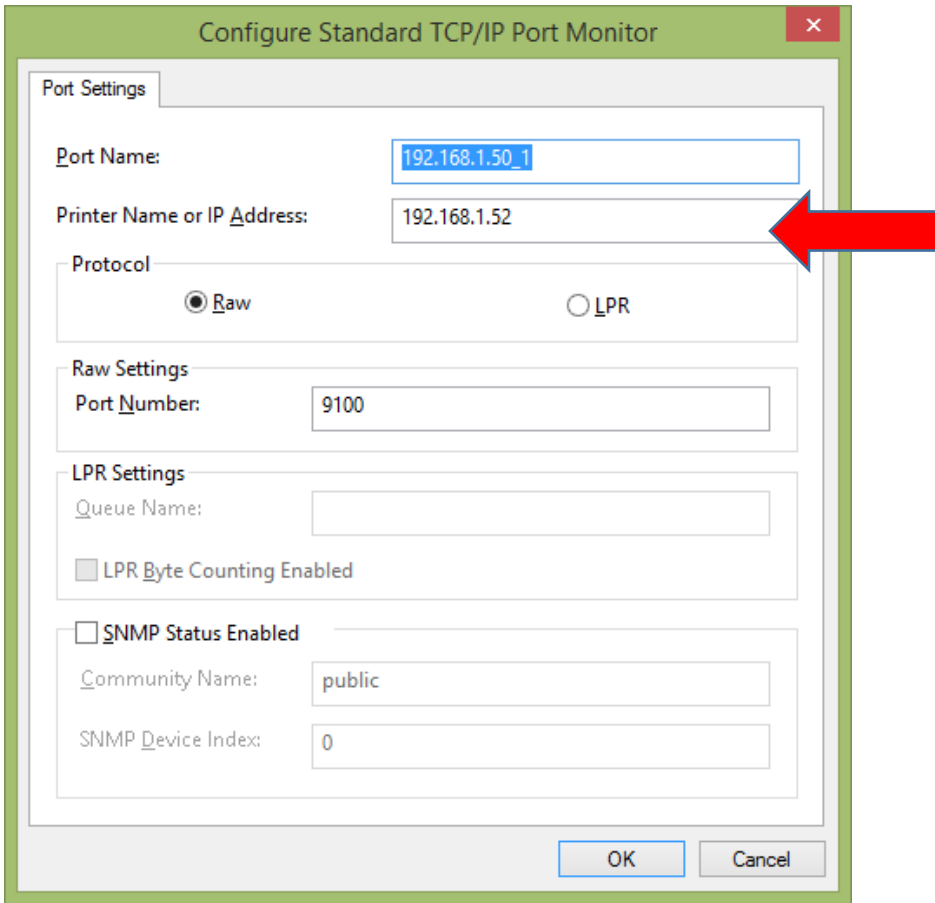 Configure Standard TCP/IP Port Monitor
Port Settings
Port Name: 192.168.1.50_1
Printer Name or IP Address: 192.168.1.52
Protocol
Raw LPR
Raw Settings
Port Number: 9100
LPR Settings
Queue Name:
LPR Byte Counting Enabled
SNMP Status Enabled
Community Name: public
SNMP Device Index: 0
OK Cancel